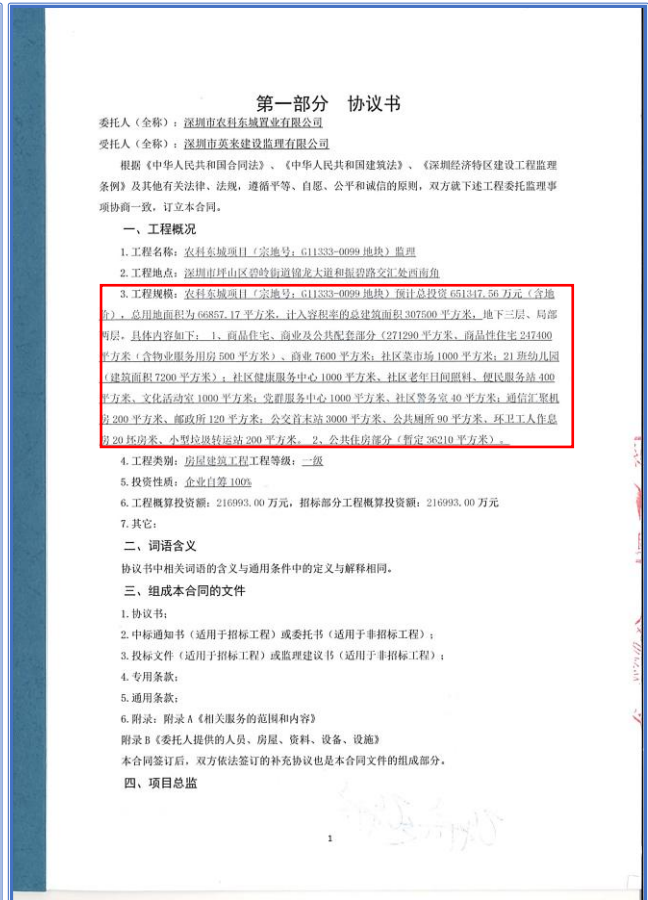 第一部分　协议书
委托人（全称）：深圳市农科东城置业有限公司
受托人（全称）：深圳市英来建设监理有限公司
根据《中华人民共和国合同法》、《中华人民共和国建筑法》、《深圳经济特区建设工程监理
条例》及其他有关法律、法规，遵循平等、自愿、公平和诚信的原则，双方就下述工程委托监理事
项协商一致，订立本合同。
一、工程概况
1.工程名称：农科东城项目（宗地号：G11333-0099 地块）监理
2.工程地点：深圳市坪山区碧岭街道锦龙大道和振碧路交汇处西南角
3.工程规模：农科东城项目（宗地号：G11333-0099 地块）预计总投资 651347.56 万元（含地
价），总用地面积为 66857.17 平方米，计入容积率的总建筑面积 307500 平方米，地下三层、局部
两层，具体内容如下： 1、商品住宅、商业及公共配套部分（271290 平方米、商品性住宅 247400
平方米（含物业服务用房 500 平方米）、商业 7600 平方米；社区菜市场 1000 平方米；21 班幼儿园
（建筑面积 7200 平方米）；社区健康服务中心 1000 平方米、社区老年日间照料、便民服务站 400
平方米、文化活动室 1000 平方米；党群服务中心 1000 平方米、社区警务室 40 平方米；通信汇聚机
房 200 平方米、邮政所 120 平方米；公交首末站 3000 平方米、公共厕所 90 平方米、环卫工人作息
房 20 坯房米、小型垃圾转运站 200 平方米。 2、公共住房部分（暂定 36210 平方米）。
4.工程类别：房屋建筑工程工程等级：一级
5.投资性质：企业自筹 100%
6.工程概算投资额：216993.00 万元，招标部分工程概算投资额：216993.00 万元
7.其它：
二、词语含义
协议书中相关词语的含义与通用条件中的定义与解释相同。
三、组成本合同的文件
1.协议书；
2.中标通知书（适用于招标工程）或委托书（适用于非招标工程）；
3.投标文件（适用于招标工程）或监理建议书（适用于非招标工程）；
4.专用条款；
5.通用条款；
6.附录：附录 A《相关服务的范围和内容》
附录 B《委托人提供的人员、房屋、资料、设备、设施》
本合同签订后，双方依法签订的补充协议也是本合同文件的组成部分。
四、项目总监
1